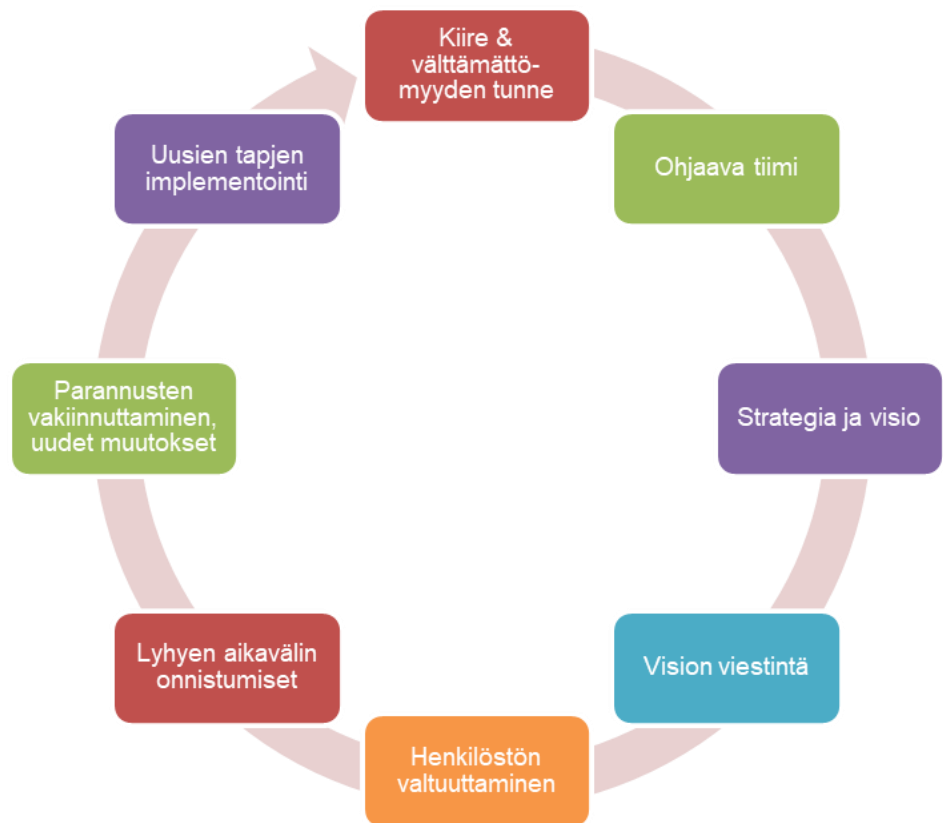 Kiire &
välttämättö-
myyden tunne
Ohjaava tiimi
Strategia ja visio
Vision viestintä
Henkilöstön
valtuuttaminen
Lyhyen aikavälin
onnistumiset
Parannusten
vakiinnuttaminen,
uudet muutokset
Uusien tapjen
implementointi